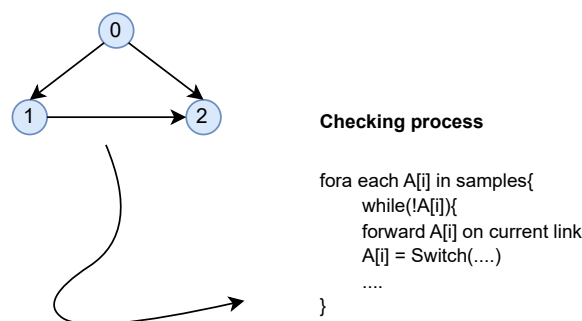 0
1
2
Checking process
fora each A[i] in samples{
while(!A[i]){
forward A[i] on current link
A[i] = Switch(....)
....
}